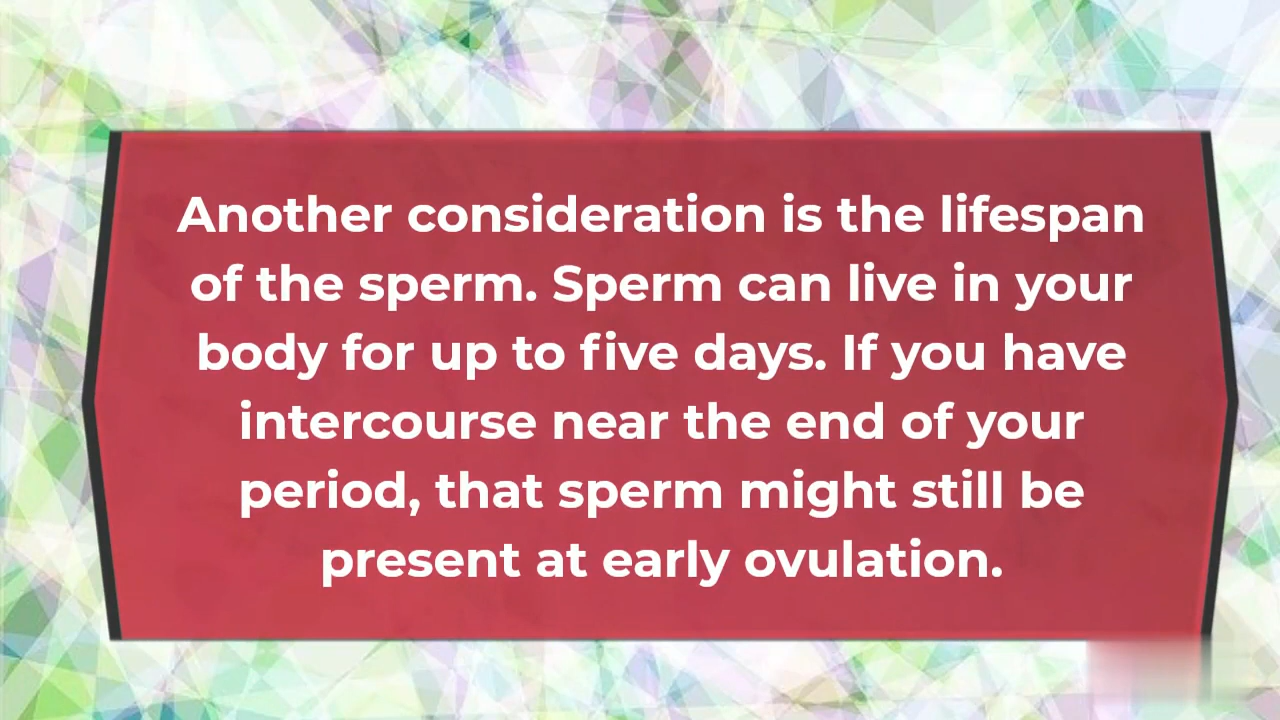 Another consideration is the lifespan
of the sperm. Sperm can live in your
body for up to five days. If you have
intercourse near the end of your
period, that sperm might still be
present at early ovulation.